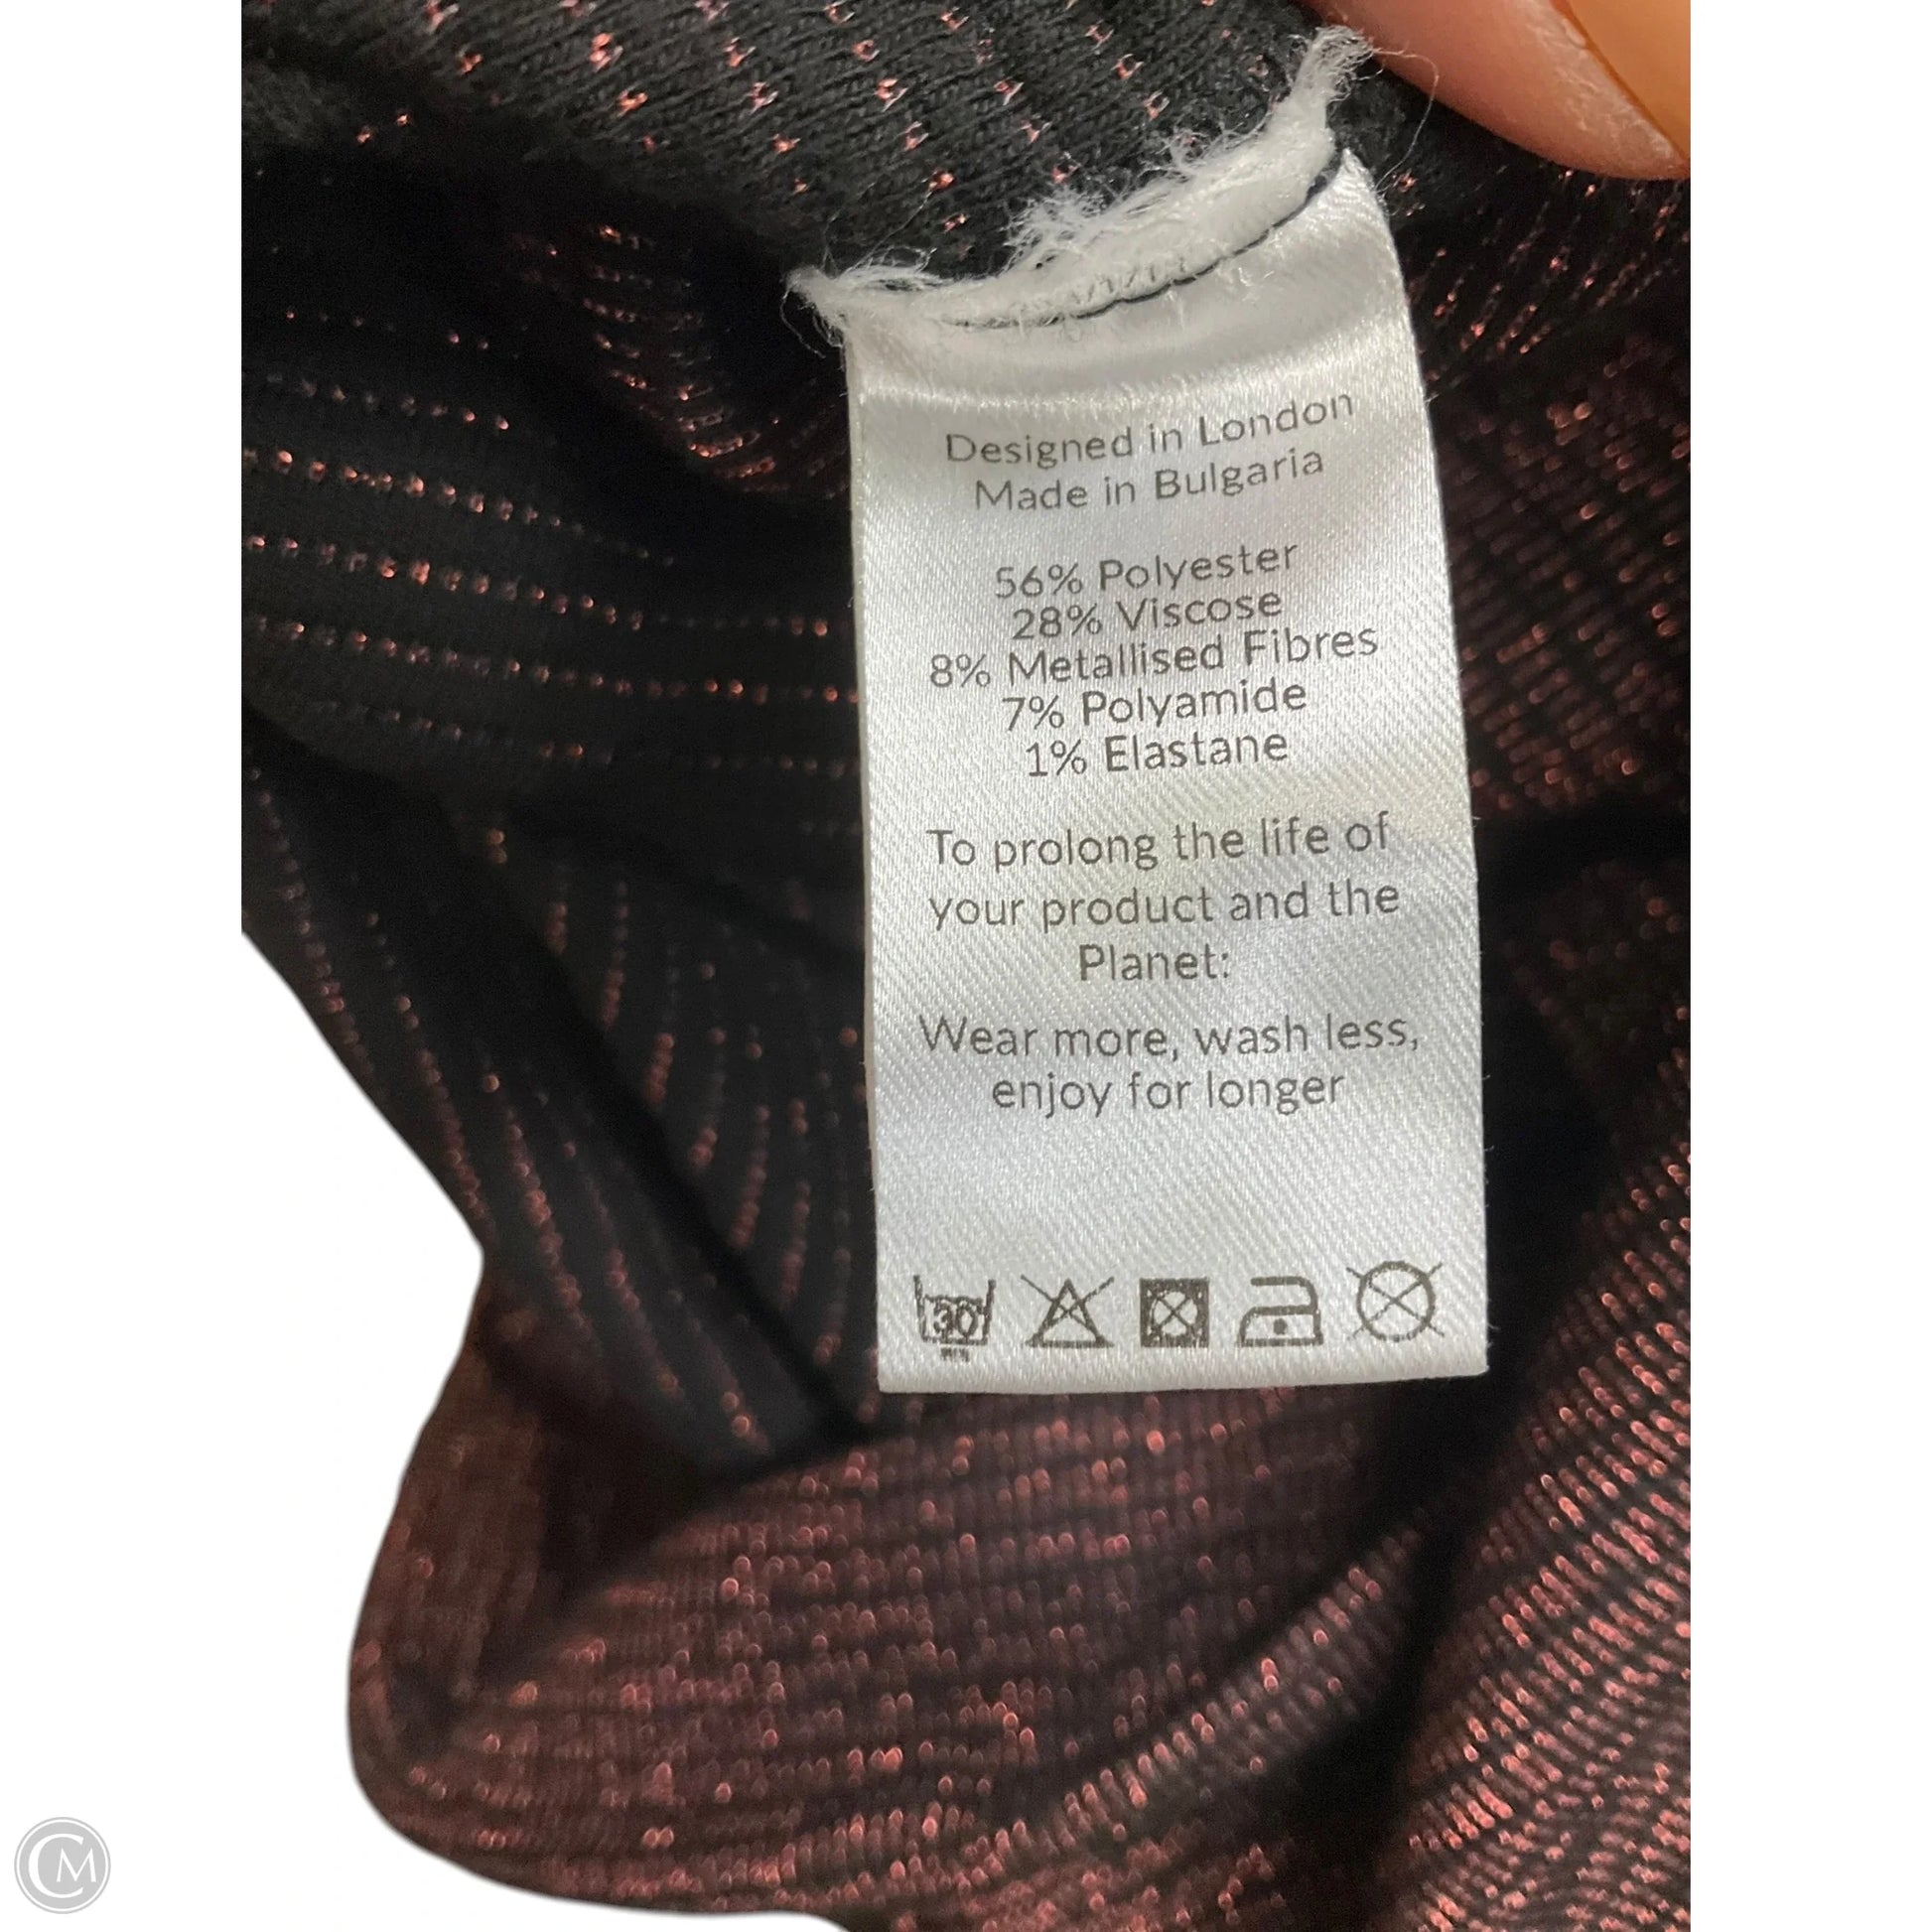 Designed in London
Made in Bulgaria
56% Polyester
28% Viscose
8% Metallised Fibres
7% Polyamide
1% Elastane
To prolong the life of
your product and the
Planet:
Wear more, wash less,
enjoy for longer
30
CM